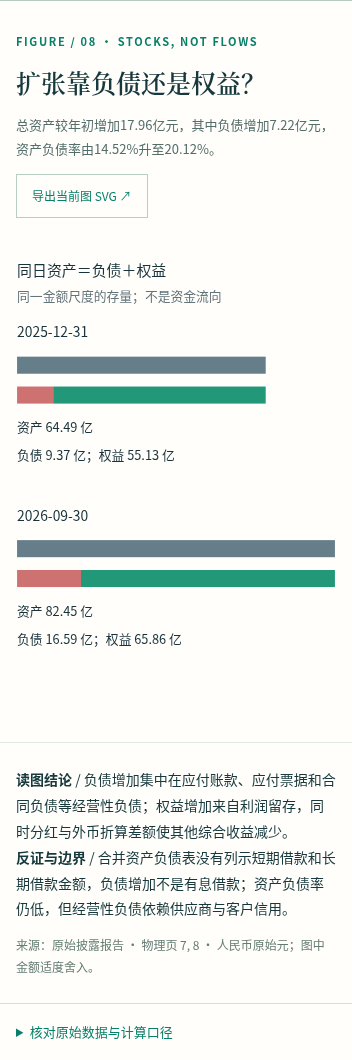 FIGURE / 08 · STOCKS, NOT FLOWS
扩张靠负债还是权益？
总资产较年初增加17.96亿元，其中负债增加7.22亿元，
资产负债率由14.52%升至20.12%。
导出当前图 SVG ↗
同日资产＝负债＋权益
同一金额尺度的存量；不是资金流向
2025-12-31
资产 64.49 亿
负债 9.37 亿；权益 55.13 亿
2026-09-30
资产 82.45 亿
负债 16.59 亿；权益 65.86 亿
读图结论 / 负债增加集中在应付账款、应付票据和合
同负债等经营性负债；权益增加来自利润留存，同
时分红与外币折算差额使其他综合收益减少。
反证与边界 / 合并资产负债表没有列示短期借款和长
期借款金额，负债增加不是有息借款；资产负债率
仍低，但经营性负债依赖供应商与客户信用。
来源：原始披露报告 · 物理页 7, 8 · 人民币原始元；图中
金额适度舍入。
▶ 核对原始数据与计算口径